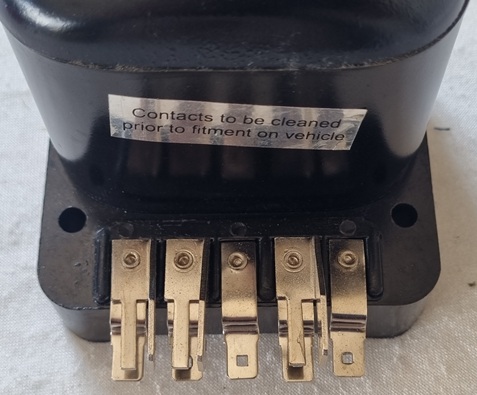 Contacts to be cleaned
prior to fitment on vehicle